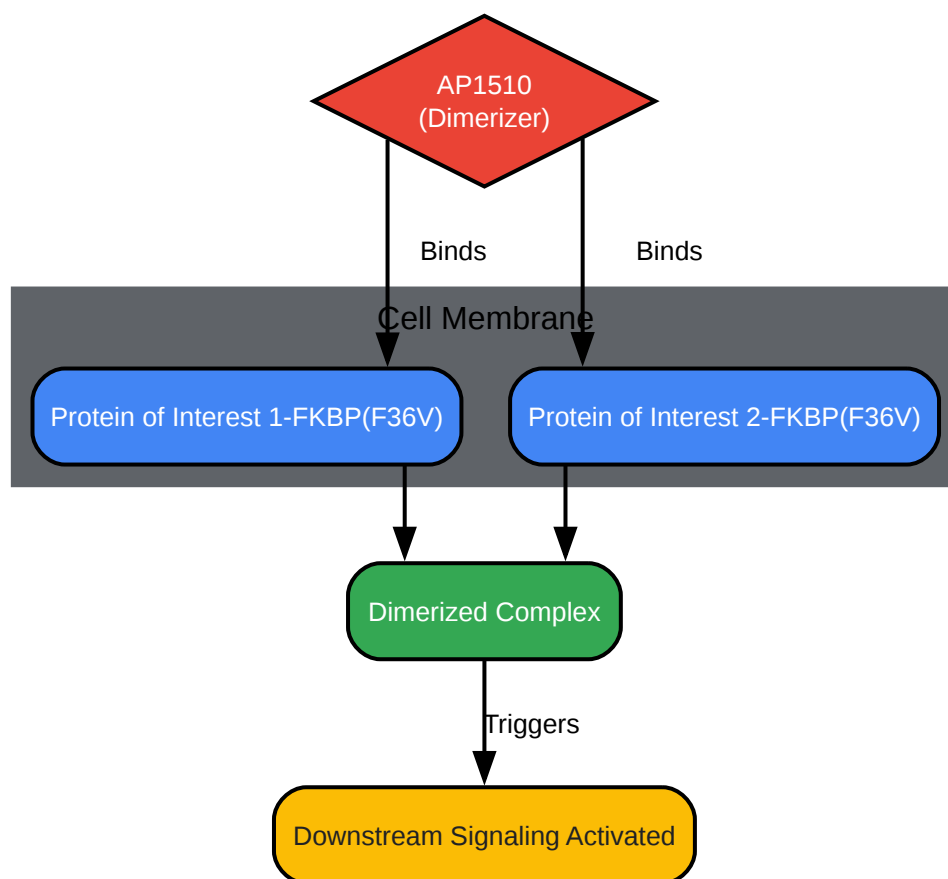 AP1510
(Dimerizer)
Binds
Binds
Cell Membrane
Protein of Interest 1-FKBP(F36V)
Protein of Interest 2-FKBP(F36V)
Dimerized Complex
Triggers
Downstream Signaling Activated